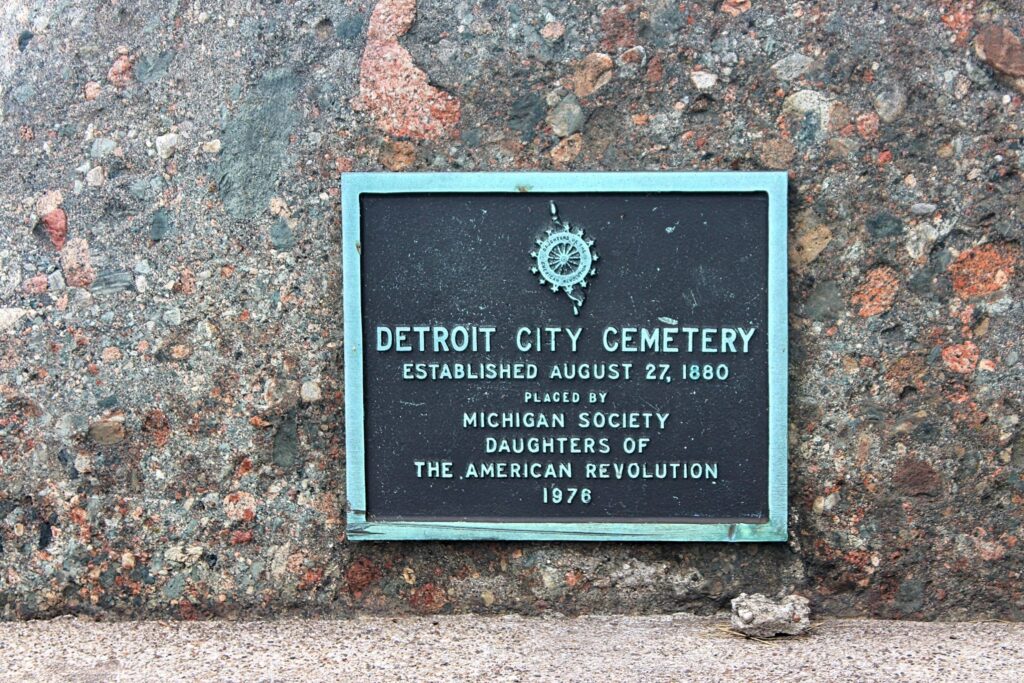 DETROIT CITY CEMETERY
ESTABLISHED AUGUST 27, 1880
PLACED BY
MICHIGAN SOCIETY
DAUGHTERS OF
THE AMERICAN REVOLUTION
1976